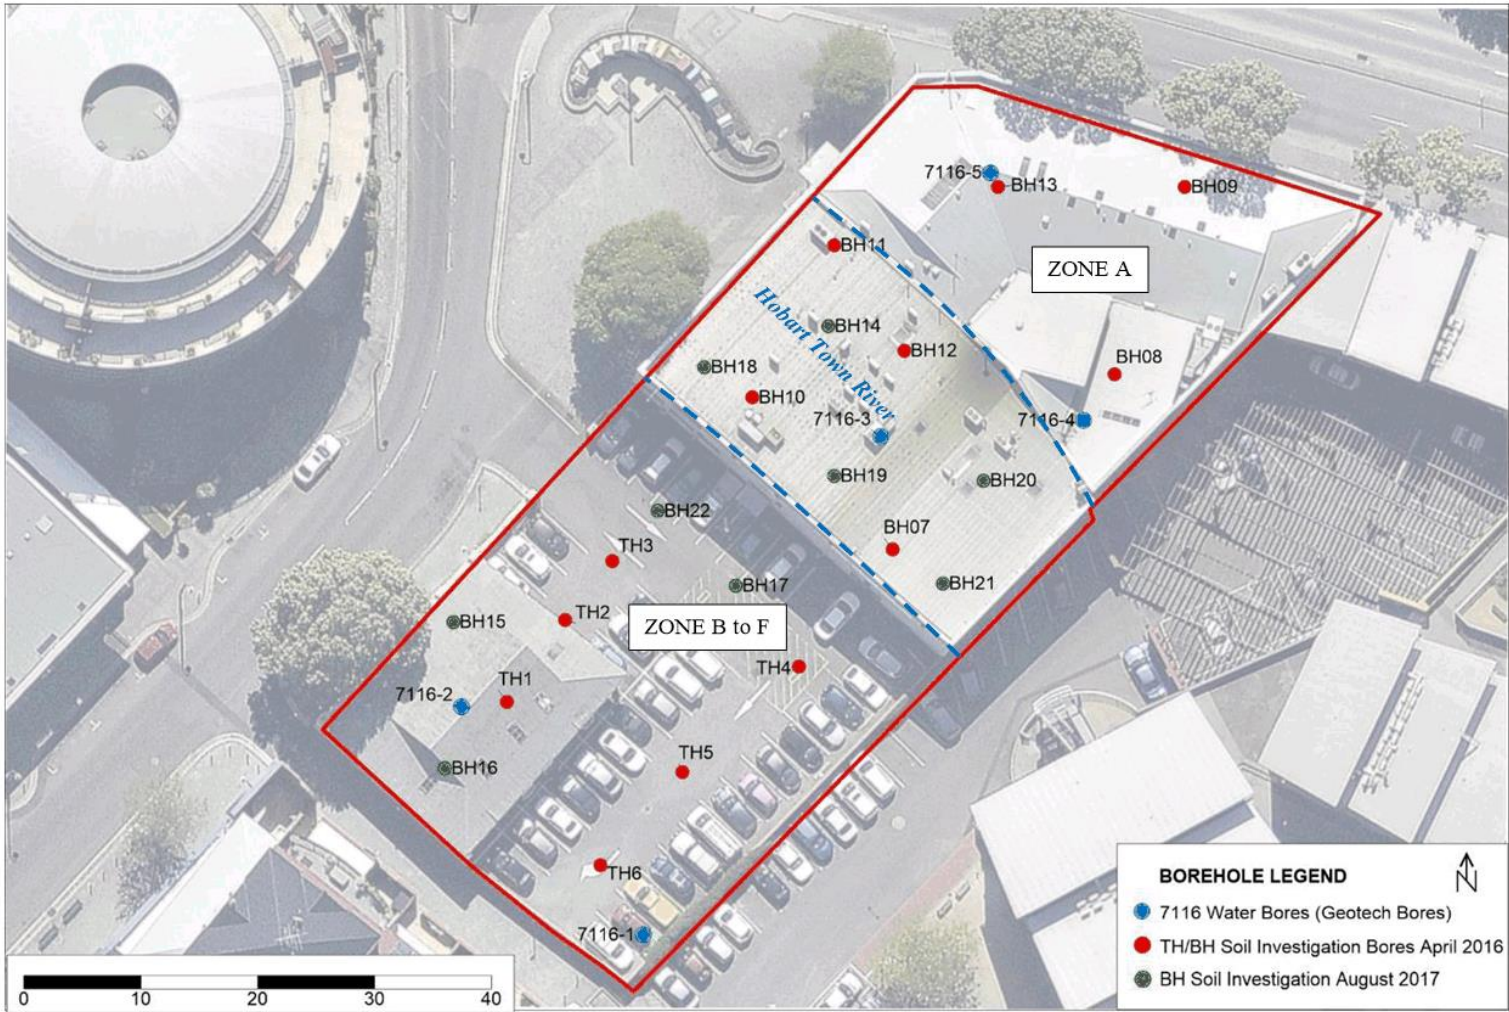 7116-5
BH13
BH09
BH11
ZONE A
Hobart Town River
BH14
BH12
BH18
BH08
BH10
7116-3
7116-4
BH19
BH20
BH22
BH07
TH3
BH17
BH21
BH15
TH2
ZONE B to F
TH4
7116-2
TH1
BH16
TH5
TH6
7116-1
BOREHOLE LEGEND
N
7116 Water Bores (Geotech Bores)
TH/BH Soil Investigation Bores April 2016
BH Soil Investigation August 2017
0 10 20 30 40